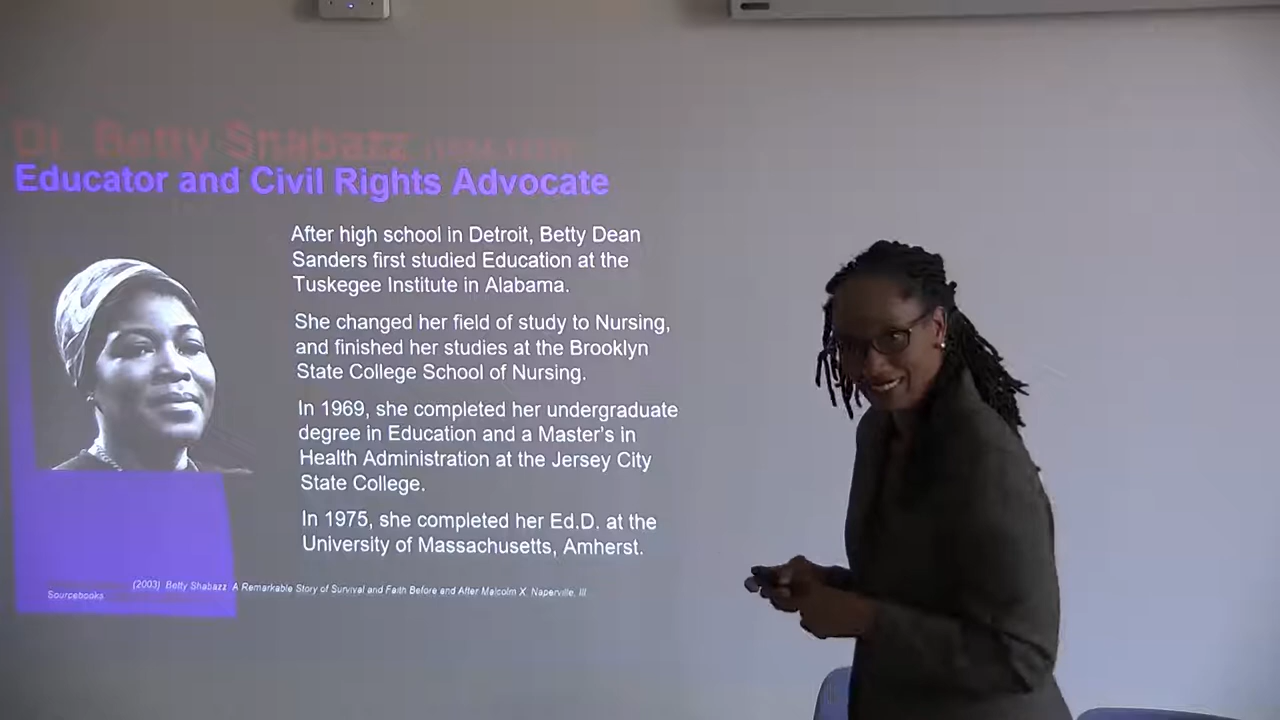 Dr. Betty Shabazz
Educator and Civil Rights Advocate
After high school in Detroit, Betty Dean
Sanders first studied Education at the
Tuskegee Institute in Alabama.
She changed her field of study to Nursing,
and finished her studies at the Brooklyn
State College School of Nursing.
In 1969, she completed her undergraduate
degree in Education and a Master's in
Health Administration at the Jersey City
State College.
In 1975, she completed her Ed.D. at the
University of Massachusetts, Amherst.
(2003) Betty Shabazz A Remarkable Story of Survival and Faith Before and After Malcolm X. Naperville, Ill
Sourcebooks